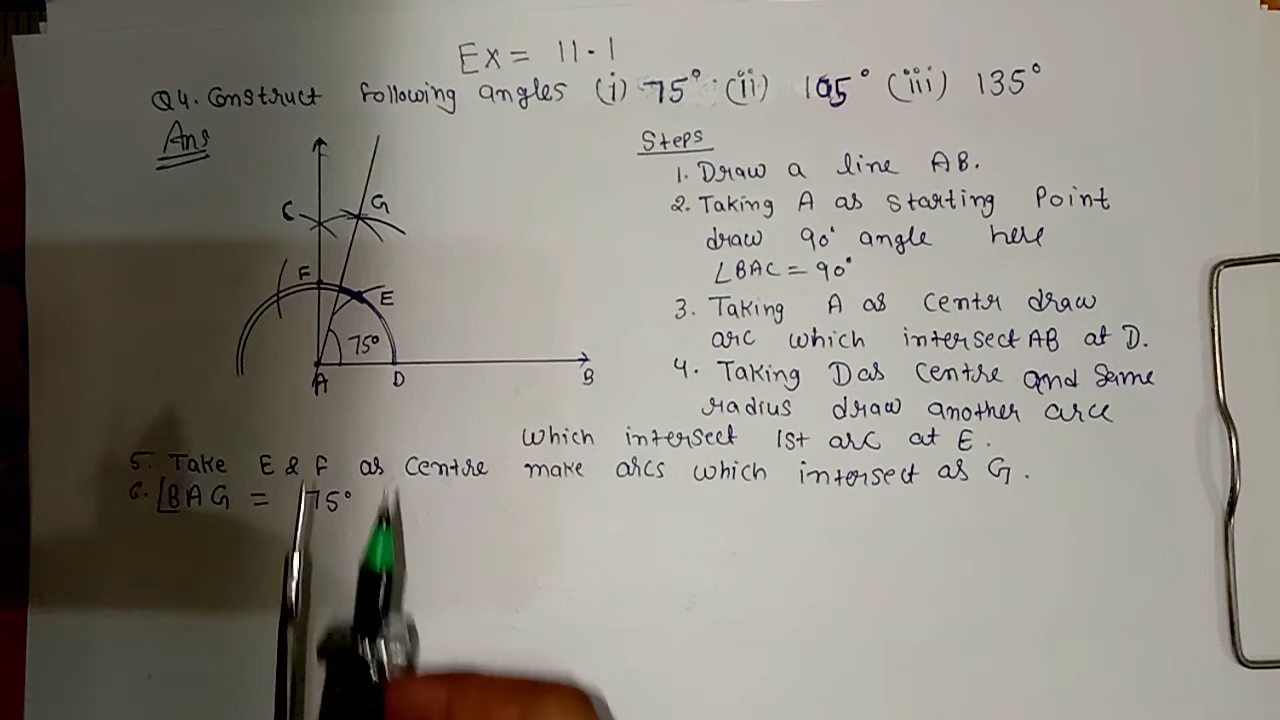 Ex = 11.1
Q4. Construct following angles (i) 75° (ii) 105° (iii) 135°
Ans
C
G
F
E
75°
A
D
B
Steps
1. Draw a line AB.
2. Taking A as starting Point
draw 90° angle here
∠BAC = 90°
3. Taking A as centr draw
arc which intersect AB at D.
4. Taking D as centre and same
radius draw another arce
which intersect 1st arc at E.
5. Take E & F as centre make arcs which intersect as G.
6. ∠BAG = 75°